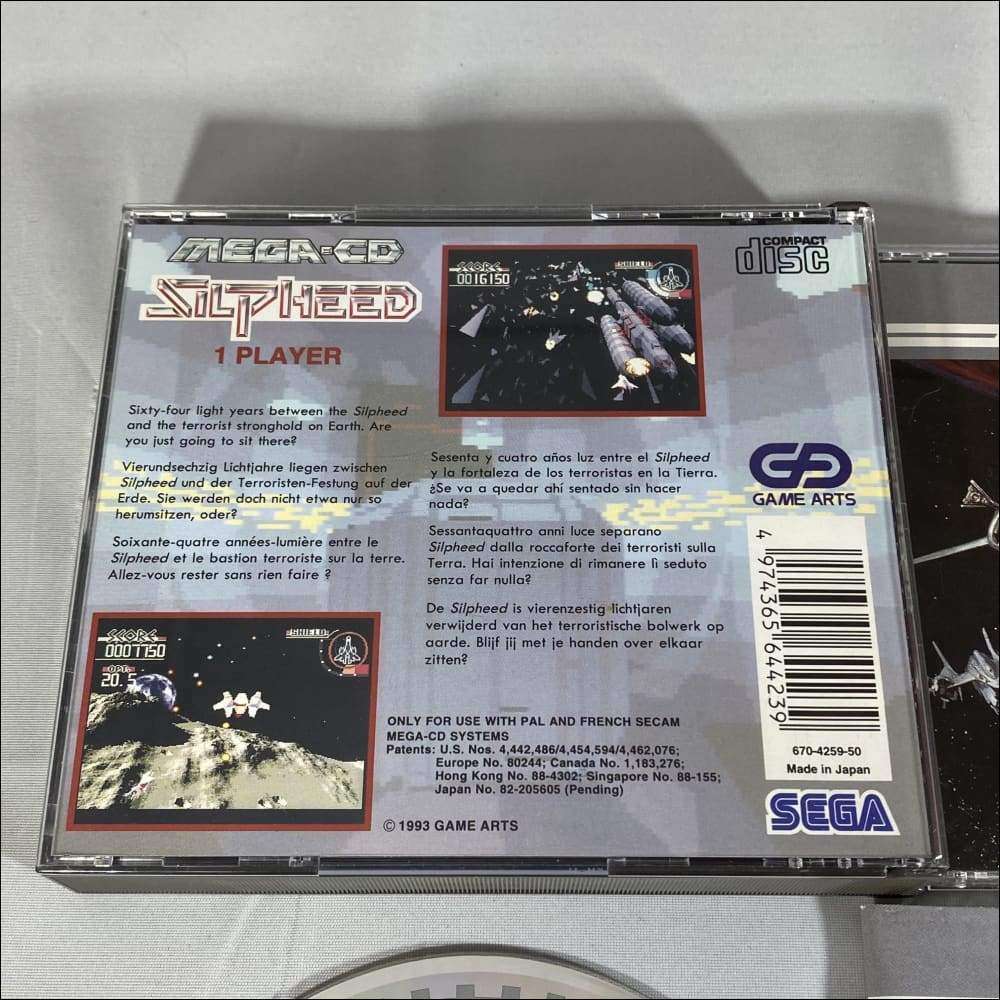 MEGA-CD
SILPHEED
1 PLAYER
Sixty-four light years between the Silpheed
and the terrorist stronghold on Earth. Are
you just going to sit there?
Vierundsechzig Lichtjahre liegen zwischen
Silpheed und der Terroristen-Festung auf der
Erde. Sie werden doch nicht etwa nur so
herumsitzen, oder?
Soixante-quatre années-lumière entre le
Silpheed et le bastion terroriste sur la terre.
Allez-vous rester sans rien faire ?
SCORE
0007750
OPT.
20.5
SHIELD
SCORE
0016150
SHIELD
COMPACT
disc
Sesenta y cuatro años luz entre el Silpheed
y la fortaleza de los terroristas en la Tierra.
¿Se va a quedar ahí sentado sin hacer
nada?
Sessantaquattro anni luce separano
Silpheed dalla roccaforte dei terroristi sulla
Terra. Hai intenzione di rimanere lì seduto
senza far nulla?
De Silpheed is vierenzestig lichtjaren
verwijderd van het terroristische bolwerk op
aarde. Blijf jij met je handen over elkaar
zitten?
GAME ARTS
4 974365 644239
670-4259-50
Made in Japan
ONLY FOR USE WITH PAL AND FRENCH SECAM
MEGA-CD SYSTEMS
Patents: U.S. Nos. 4,442,486/4,454,594/4,462,076;
Europe No. 80244; Canada No. 1,183,276;
Hong Kong No. 88-4302; Singapore No. 88-155;
Japan No. 82-205605 (Pending)
© 1993 GAME ARTS
SEGA